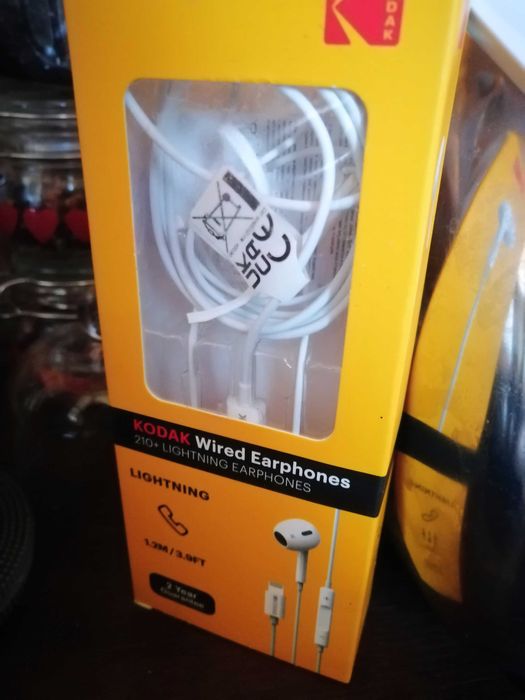 KODAK
KODAK Wired Earphones
210+ LIGHTNING EARPHONES
LIGHTNING
1.2M/3.9FT
2 Year
Guarantee